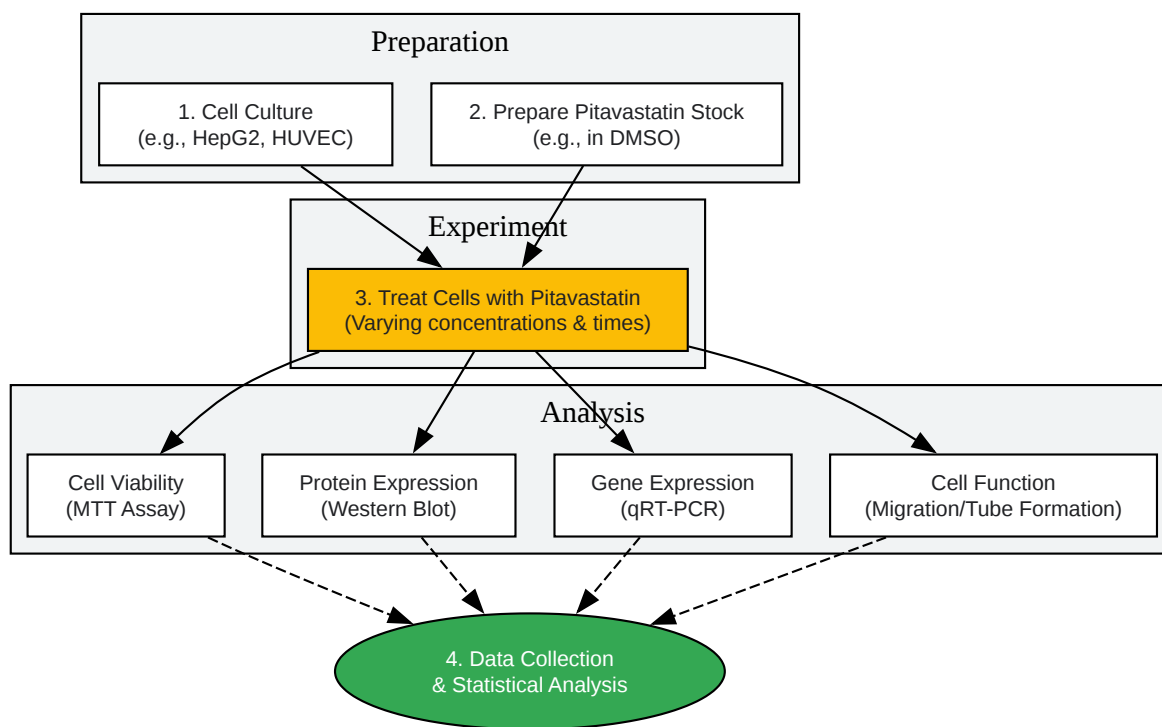 Preparation
1. Cell Culture
(e.g., HepG2, HUVEC)
2. Prepare Pitavastatin Stock
(e.g., in DMSO)
Experiment
3. Treat Cells with Pitavastatin
(Varying concentrations & times)
Analysis
Cell Viability
(MTT Assay)
Protein Expression
(Western Blot)
Gene Expression
(qRT-PCR)
Cell Function
(Migration/Tube Formation)
4. Data Collection
& Statistical Analysis